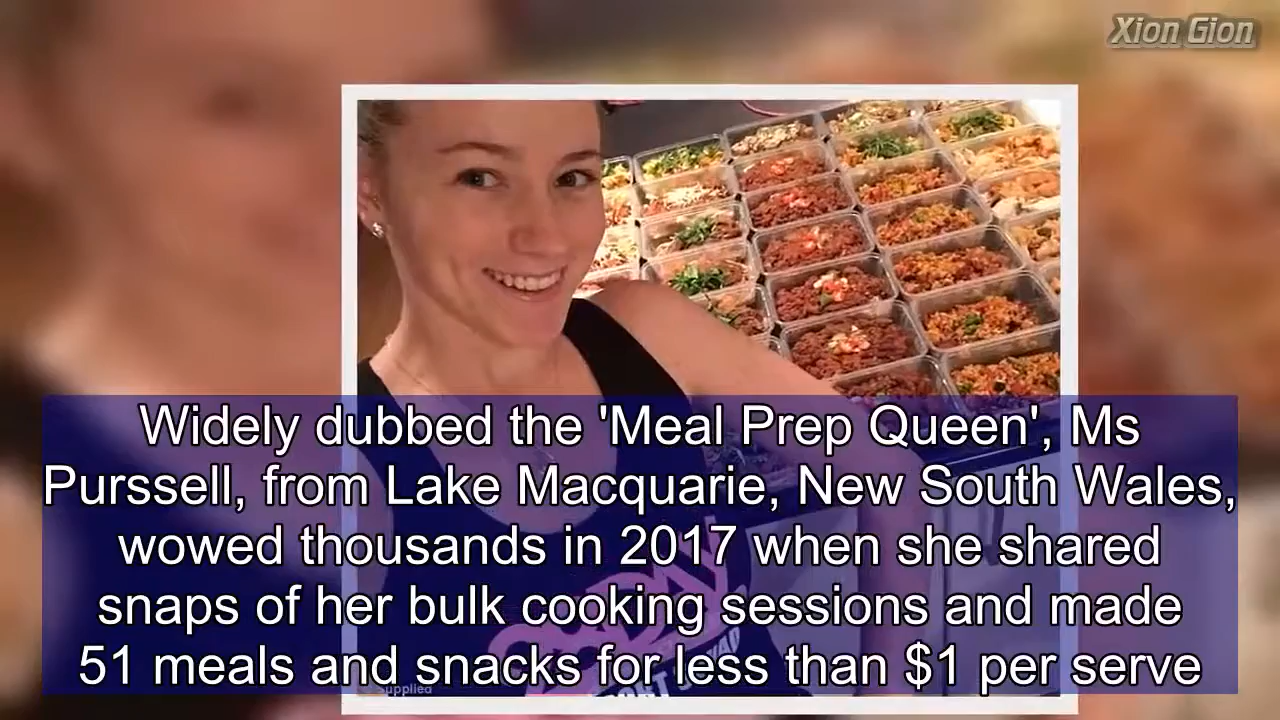 Xion Gion
Widely dubbed the 'Meal Prep Queen', Ms
Purssell, from Lake Macquarie, New South Wales,
wowed thousands in 2017 when she shared
snaps of her bulk cooking sessions and made
51 meals and snacks for less than $1 per serve
Supplied